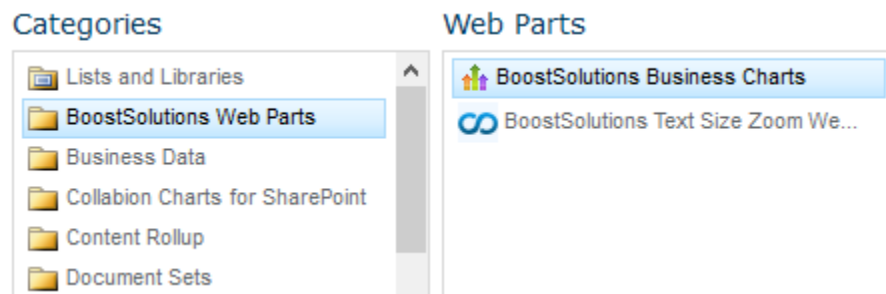 Categories
Lists and Libraries
BoostSolutions Web Parts
Business Data
Collabion Charts for SharePoint
Content Rollup
Document Sets
Web Parts
BoostSolutions Business Charts
BoostSolutions Text Size Zoom We...